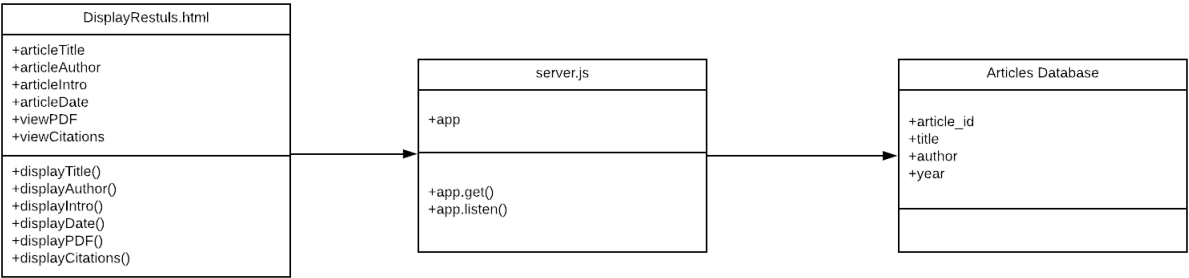 DisplayRestuls.html
+articleTitle
+articleAuthor
+articleIntro
+articleDate
+viewPDF
+viewCitations
+displayTitle()
+displayAuthor()
+displayIntro()
+displayDate()
+displayPDF()
+displayCitations()
server.js
+app
+app.get()
+app.listen()
Articles Database
+article_id
+title
+author
+year